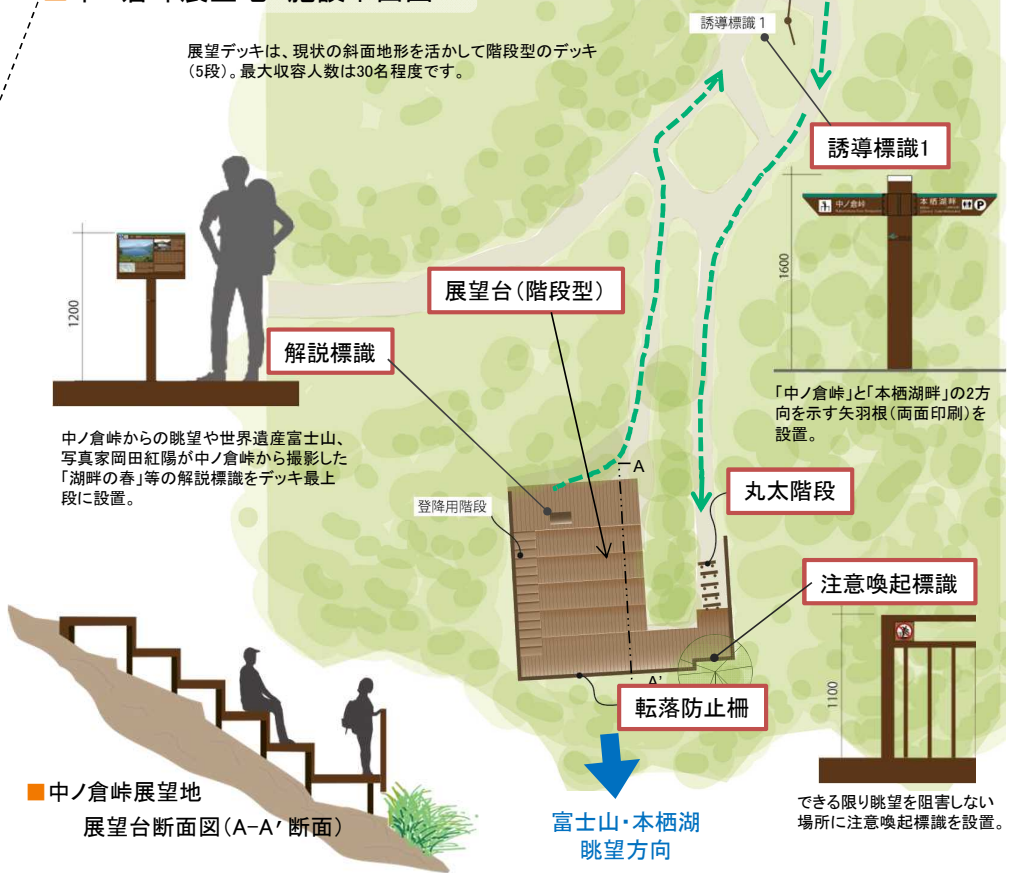 誘導標識1
展望デッキは、現状の斜面地形を活かして階段型のデッキ
(5段)。最大収容人数は30名程度です。
誘導標識1
中ノ倉峠
本栖湖畔
P
1600
1200
展望台(階段型)
解説標識
「中ノ倉峠」と「本栖湖畔」の2方
向を示す矢羽根(両面印刷)を
設置。
中ノ倉峠からの眺望や世界遺産富士山、
写真家岡田紅陽が中ノ倉峠から撮影した
「湖畔の春」等の解説標識をデッキ最上
段に設置。
A
丸太階段
登降用階段
注意喚起標識
1100
A'
転落防止柵
■中ノ倉峠展望地
展望台断面図(A-A'断面)
富士山・本栖湖
眺望方向
できる限り眺望を阻害しない
場所に注意喚起標識を設置。